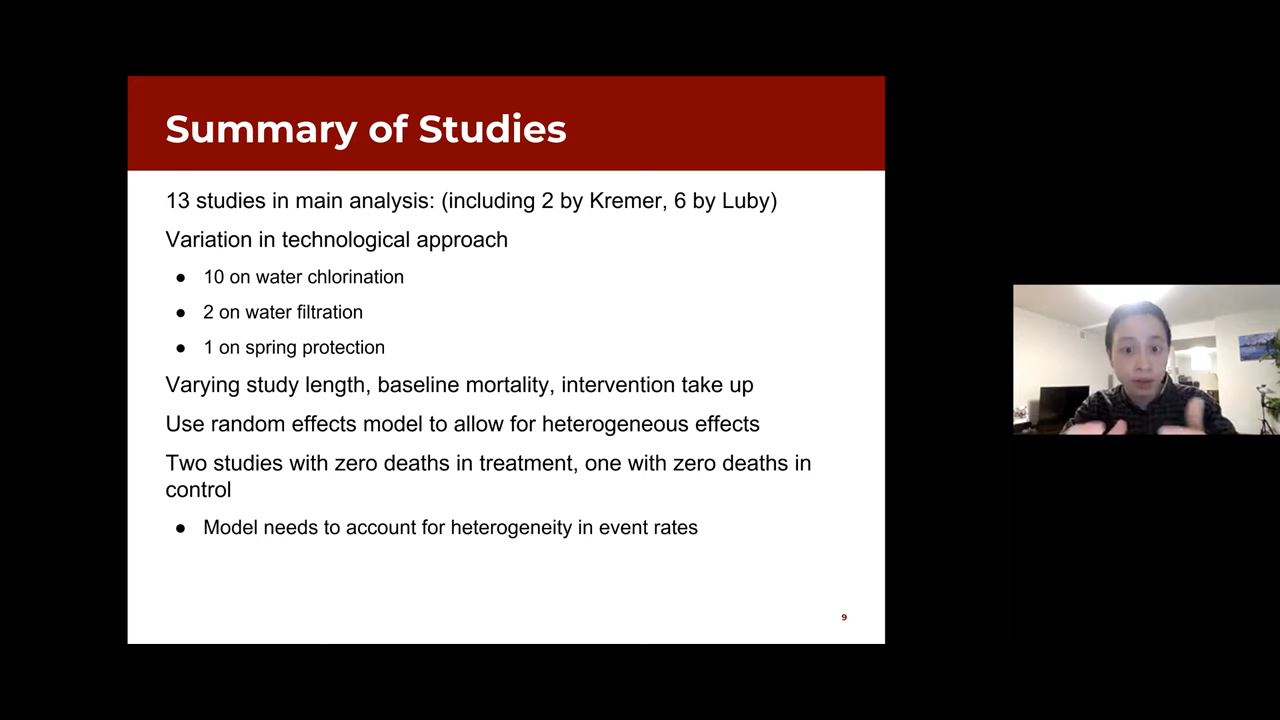 Summary of Studies
13 studies in main analysis: (including 2 by Kremer, 6 by Luby)
Variation in technological approach
● 10 on water chlorination
● 2 on water filtration
● 1 on spring protection
Varying study length, baseline mortality, intervention take up
Use random effects model to allow for heterogeneous effects
Two studies with zero deaths in treatment, one with zero deaths in
control
● Model needs to account for heterogeneity in event rates
9